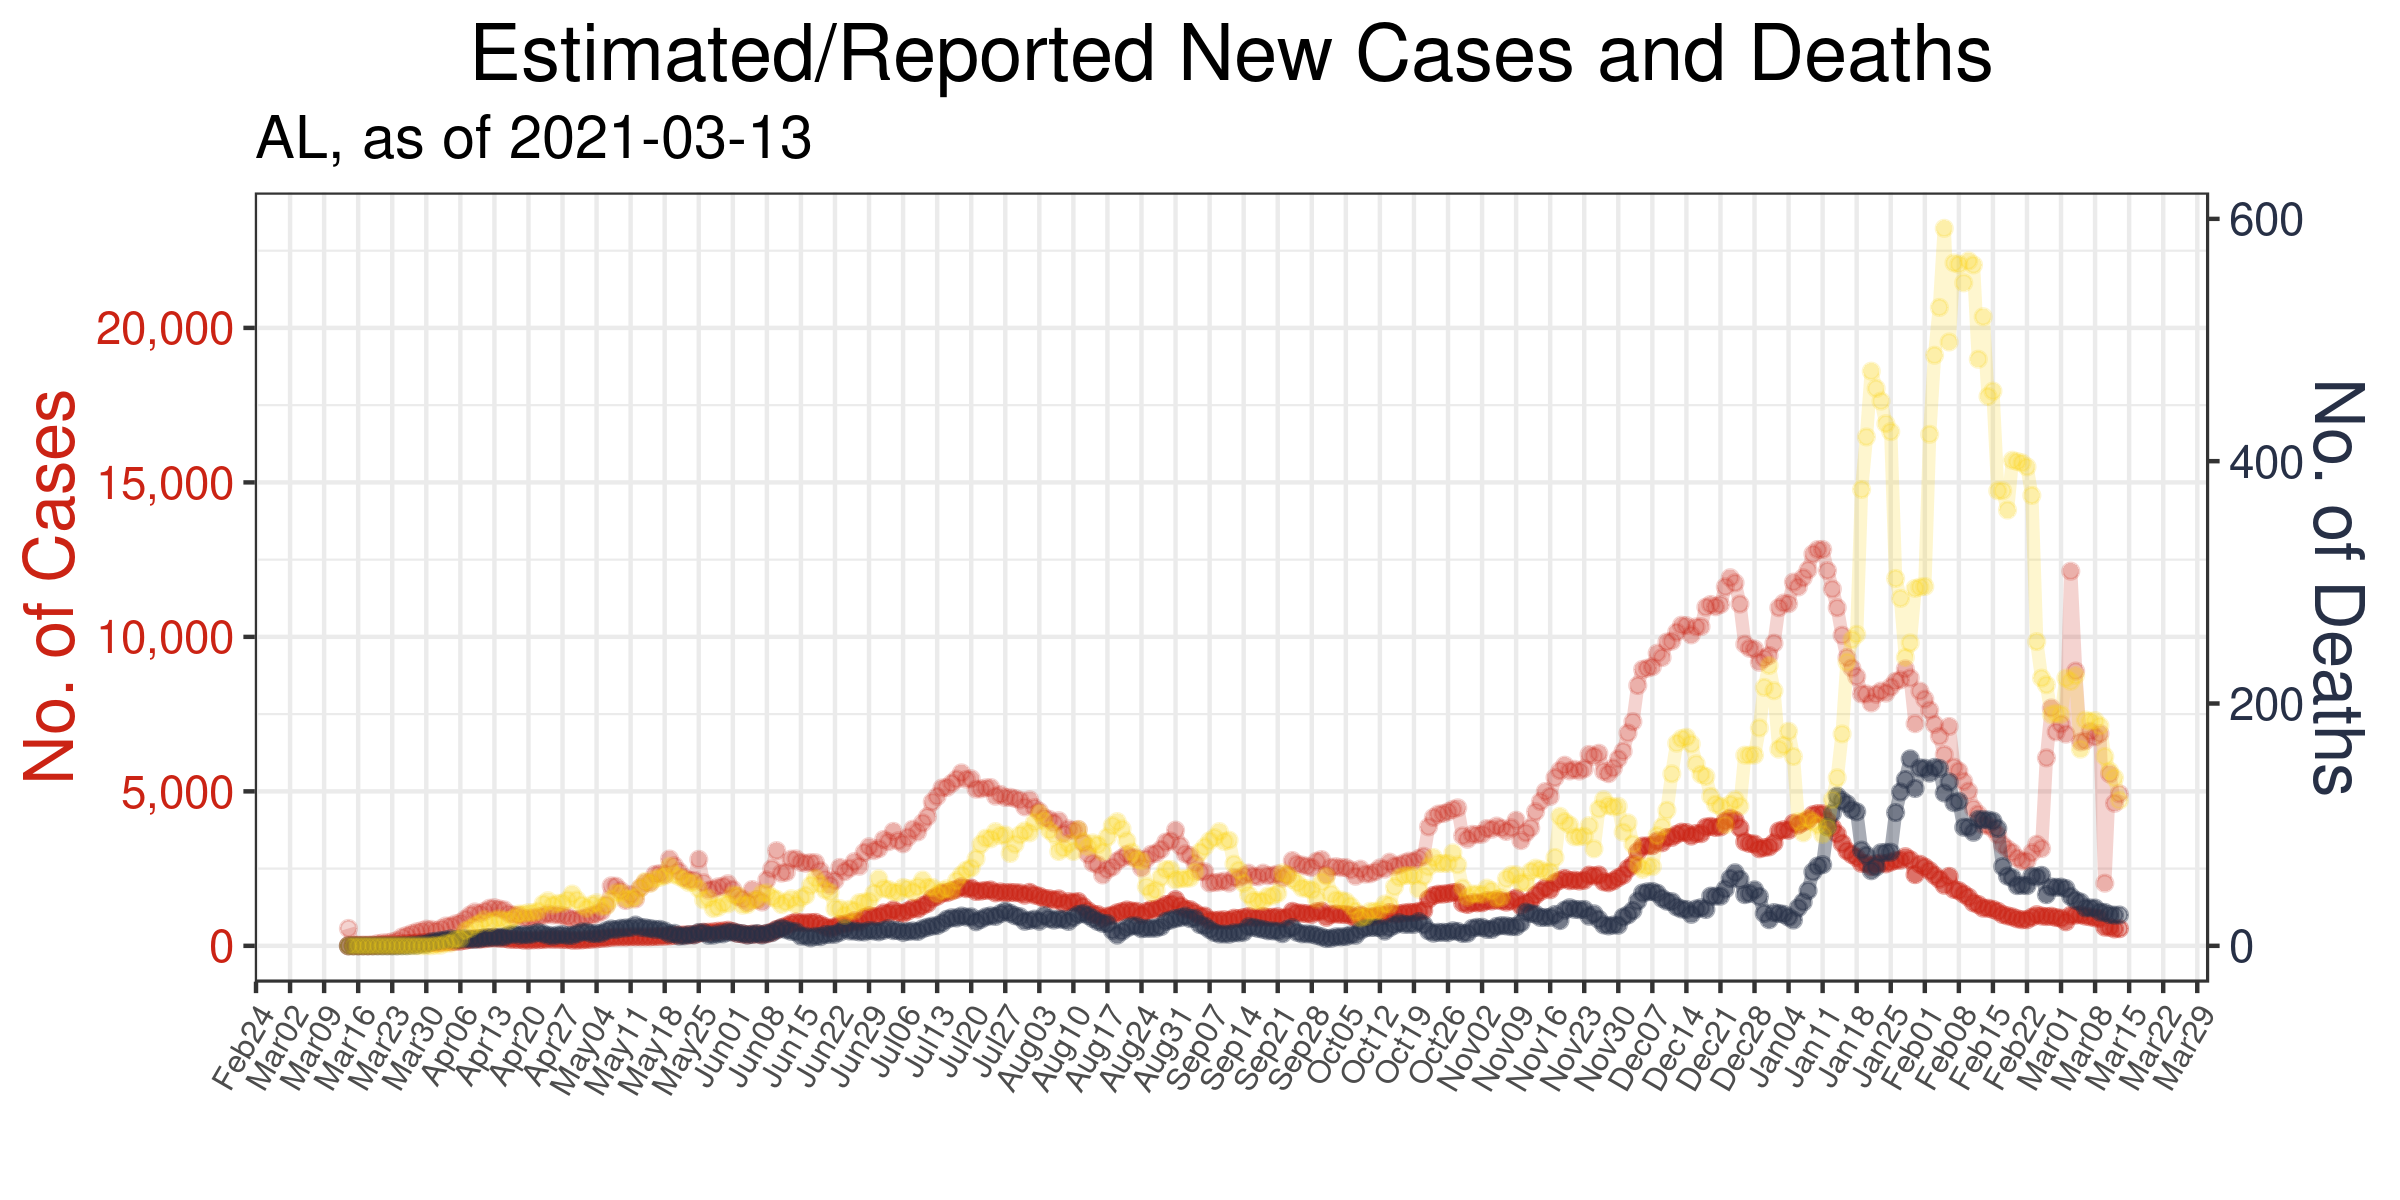 Estimated/Reported New Cases and Deaths
AL, as of 2021-03-13
No. of Cases
20,000
15,000
10,000
5,000
0
600
400
200
0
No. of Deaths
Feb24
Mar02
Mar09
Mar16
Mar23
Mar30
Apr06
Apr13
Apr20
Apr27
May04
May11
May18
May25
Jun01
Jun08
Jun15
Jun22
Jun29
Jul06
Jul13
Jul20
Jul27
Aug03
Aug10
Aug17
Aug24
Aug31
Sep07
Sep14
Sep21
Sep28
Oct05
Oct12
Oct19
Oct26
Nov02
Nov09
Nov16
Nov23
Nov30
Dec07
Dec14
Dec21
Dec28
Jan04
Jan11
Jan18
Jan25
Feb01
Feb08
Feb15
Feb22
Mar01
Mar08
Mar15
Mar22
Mar29